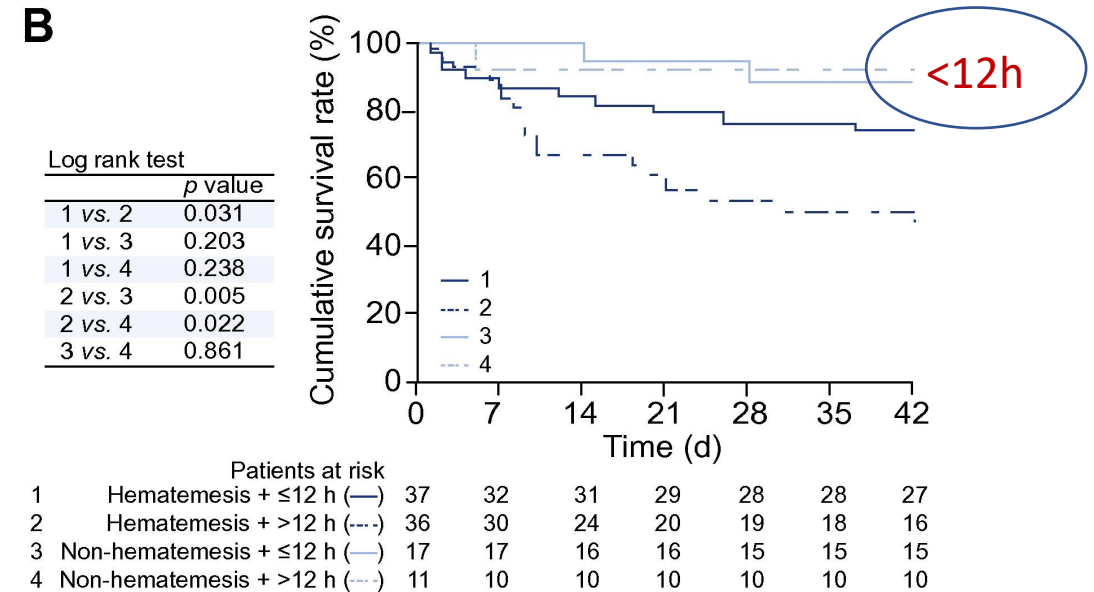 B
Cumulative survival rate (%)
100
80
60
40
20
0
<12h
1
2
3
4
0 7 14 21 28 35 42
Time (d)
Log rank test
p value
1 vs. 2 0.031
1 vs. 3 0.203
1 vs. 4 0.238
2 vs. 3 0.005
2 vs. 4 0.022
3 vs. 4 0.861
Patients at risk
1 Hematemesis + ≤12 h ( ) 37 32 31 29 28 28 27
2 Hematemesis + >12 h ( ) 36 30 24 20 19 18 16
3 Non-hematemesis + ≤12 h ( ) 17 17 16 16 15 15 15
4 Non-hematemesis + >12 h ( ) 11 10 10 10 10 10 10